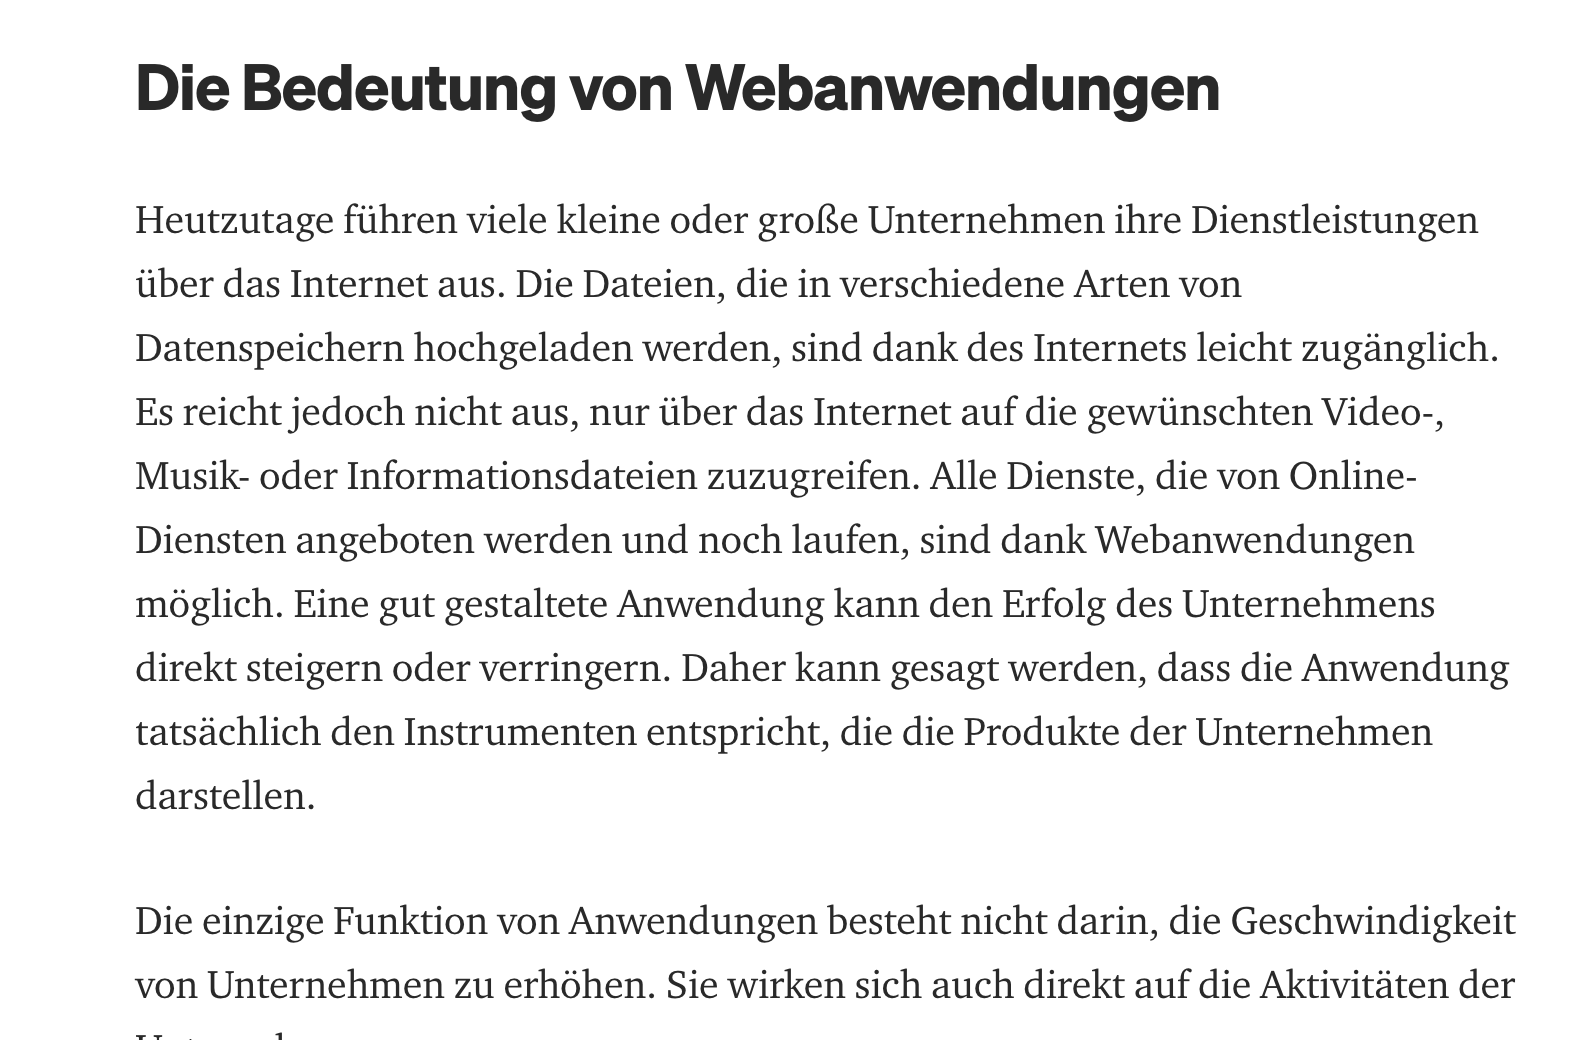 Die Bedeutung von Webanwendungen
Heutzutage führen viele kleine oder große Unternehmen ihre Dienstleistungen
über das Internet aus. Die Dateien, die in verschiedene Arten von
Datenspeichern hochgeladen werden, sind dank des Internets leicht zugänglich.
Es reicht jedoch nicht aus, nur über das Internet auf die gewünschten Video-,
Musik- oder Informationsdateien zuzugreifen. Alle Dienste, die von Online-
Diensten angeboten werden und noch laufen, sind dank Webanwendungen
möglich. Eine gut gestaltete Anwendung kann den Erfolg des Unternehmens
direkt steigern oder verringern. Daher kann gesagt werden, dass die Anwendung
tatsächlich den Instrumenten entspricht, die die Produkte der Unternehmen
darstellen.
Die einzige Funktion von Anwendungen besteht nicht darin, die Geschwindigkeit
von Unternehmen zu erhöhen. Sie wirken sich auch direkt auf die Aktivitäten der